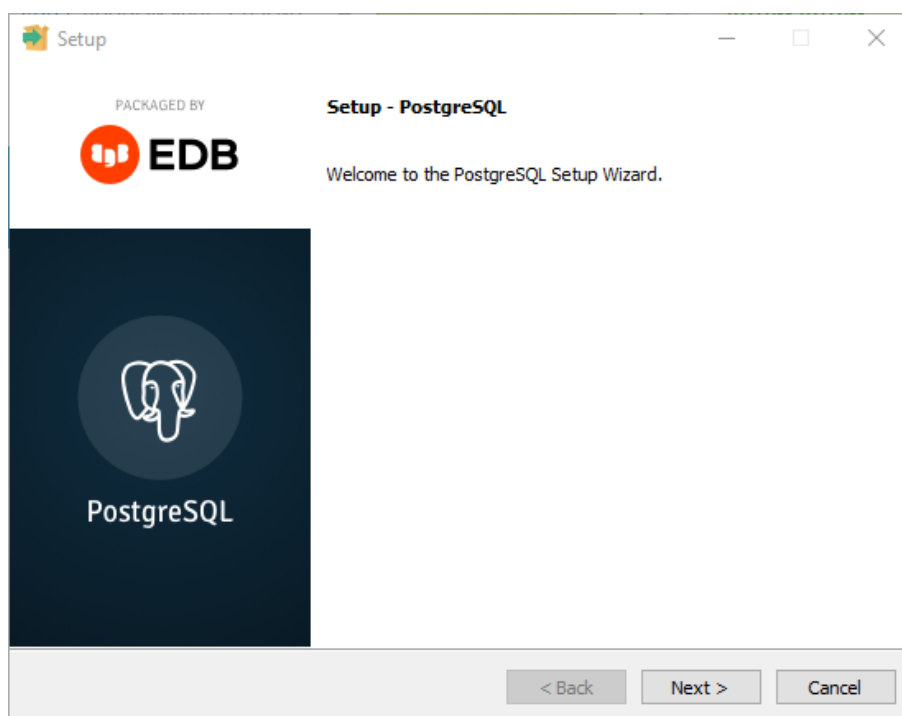 Setup
PACKAGED BY
EDB
Setup - PostgreSQL
Welcome to the PostgreSQL Setup Wizard.
PostgreSQL
< Back
Next >
Cancel